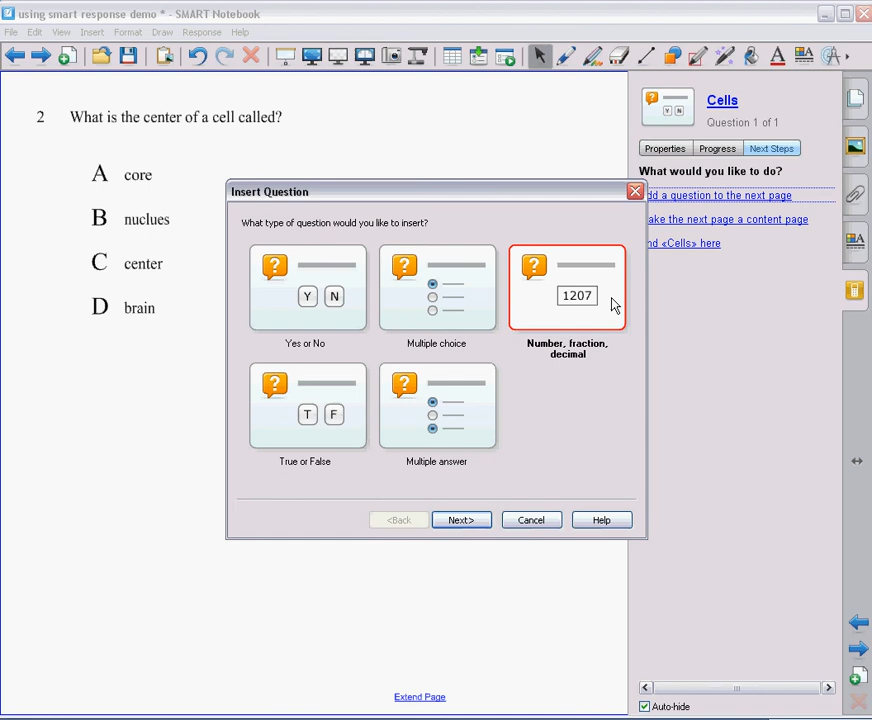 using smart response demo * - SMART Notebook
File Edit View Insert Format Draw Response Help
2 What is the center of a cell called?
A core
B nuclues
C center
D brain
Cells
Question 1 of 1
Properties Progress Next Steps
What would you like to do?
dd a question to the next page
ake the next page a content page
nd «Cells» here
Insert Question
What type of question would you like to insert?
Y N
1207
Yes or No
Multiple choice
Number, fraction,
decimal
T F
True or False
Multiple answer
<Back Next> Cancel Help
Extend Page
Auto-hide